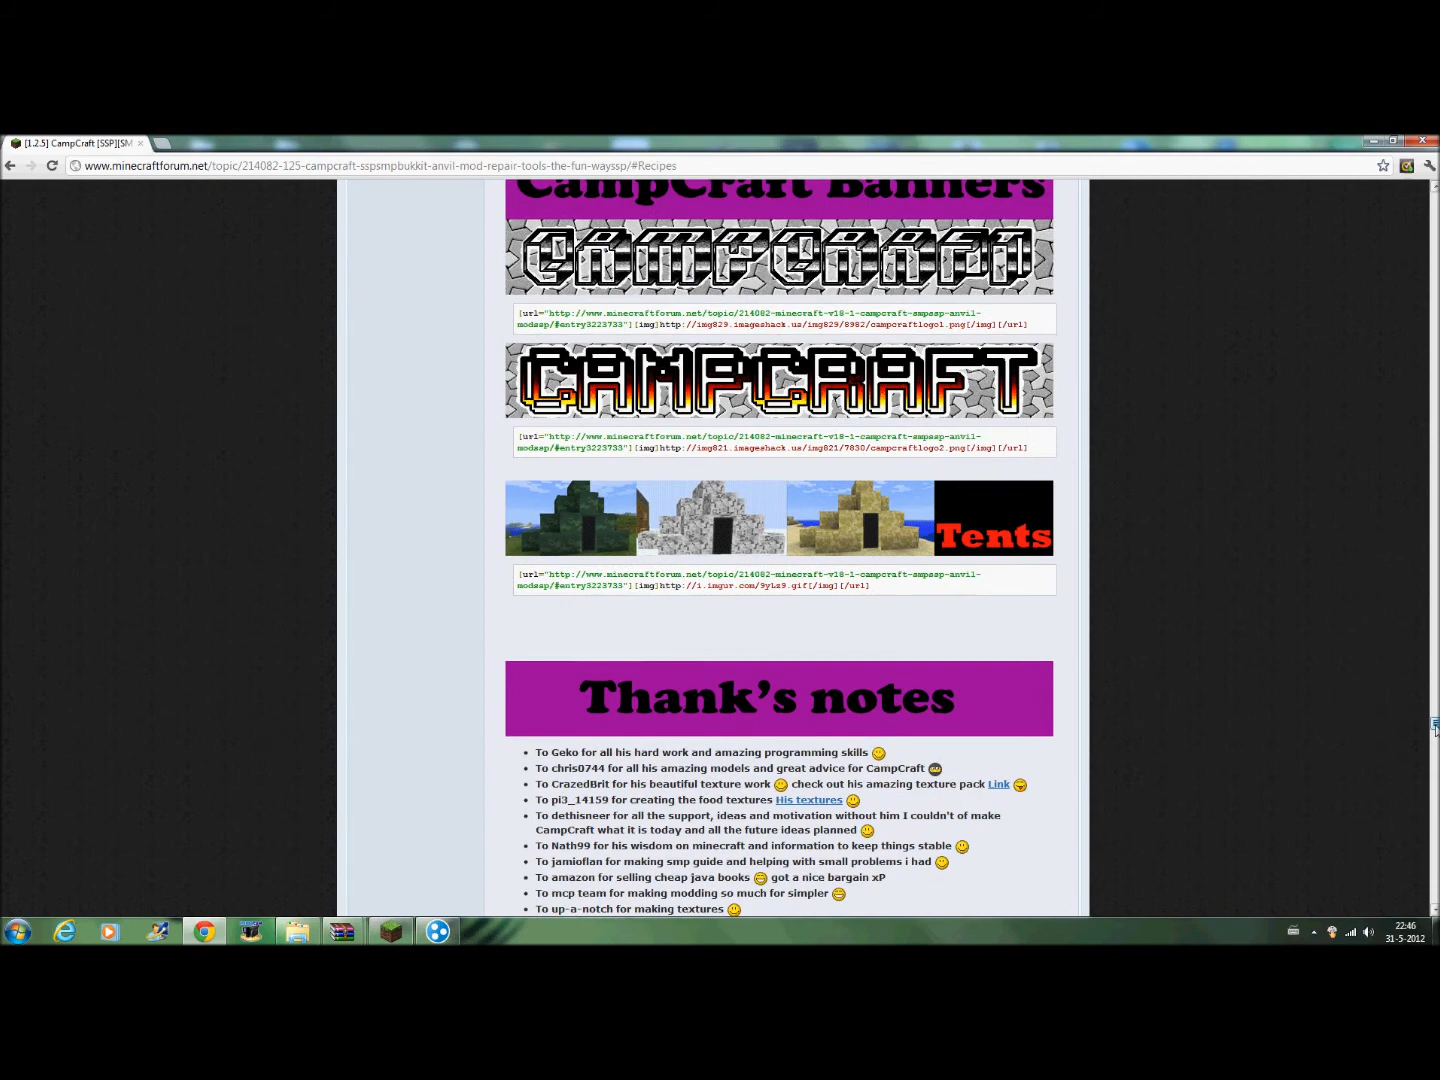 [1.2.5] CampCraft [SSP][SM
www.minecraftforum.net/topic/214082-125-campcraft-sspsmpbukkit-anvil-mod-repair-tools-the-fun-wayssp/#Recipes
CampCraft Banners
CAMPCRAFT
[url="http://www.minecraftforum.net/topic/214082-minecraft-v18-1-campcraft-smpssp-anvil-
modssp/#entry3223733"][img]http://img829.imageshack.us/img829/8982/campcraftlogo1.png[/img][/url]
CAMPCRAFT
[url="http://www.minecraftforum.net/topic/214082-minecraft-v18-1-campcraft-smpssp-anvil-
modssp/#entry3223733"][img]http://img821.imageshack.us/img821/7830/campcraftlogo2.png[/img][/url]
Tents
[url="http://www.minecraftforum.net/topic/214082-minecraft-v18-1-campcraft-smpssp-anvil-
modssp/#entry3223733"][img]http://i.imgur.com/9yLz9.gif[/img][/url]
Thank's notes
• To Geko for all his hard work and amazing programming skills
• To chris0744 for all his amazing models and great advice for CampCraft
• To CrazedBrit for his beautiful texture work check out his amazing texture pack Link
• To pi3_14159 for creating the food textures His textures
• To dethisneer for all the support, ideas and motivation without him I couldn't of make
CampCraft what it is today and all the future ideas planned
• To Nath99 for his wisdom on minecraft and information to keep things stable
• To jamioflan for making smp guide and helping with small problems i had
• To amazon for selling cheap java books got a nice bargain xP
• To mcp team for making modding so much for simpler
• To up-a-notch for making textures
22:46
31-5-2012